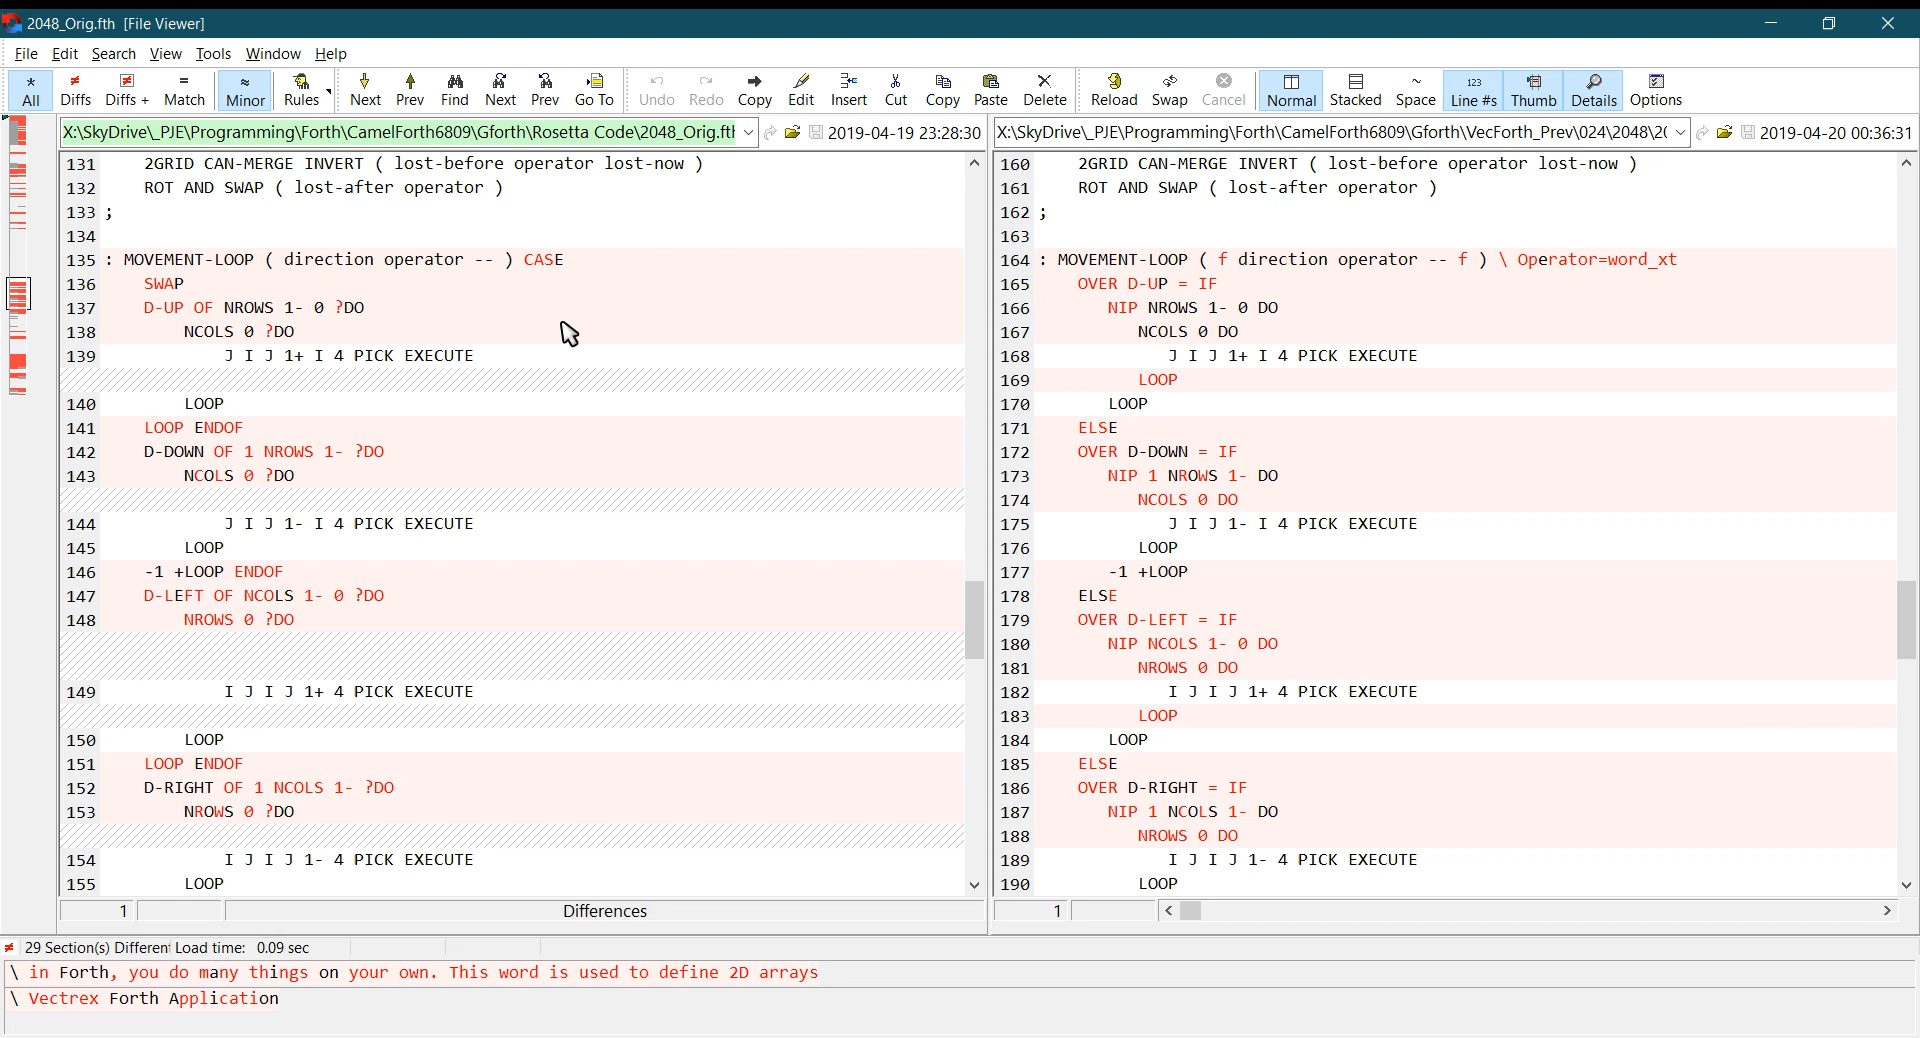 2048_Orig.fth [File Viewer]
File Edit Search View Tools Window Help
* ≠ ≠ = ≈ 123 ~
All Diffs Diffs + Match Minor Rules Next Prev Find Next Prev Go To Undo Redo Copy Edit Insert Cut Copy Paste Delete Reload Swap Cancel Normal Stacked Space Line #s Thumb Details Options
X:\SkyDrive\_PJE\Programming\Forth\CamelForth6809\Gforth\Rosetta Code\2048_Orig.ftl 2019-04-19 23:28:30
131 2GRID CAN-MERGE INVERT ( lost-before operator lost-now )
132 ROT AND SWAP ( lost-after operator )
133 ;
134
135 : MOVEMENT-LOOP ( direction operator -- ) CASE
136 SWAP
137 D-UP OF NROWS 1- 0 ?DO
138 NCOLS 0 ?DO
139 J I J 1+ I 4 PICK EXECUTE
140 LOOP
141 LOOP ENDOF
142 D-DOWN OF 1 NROWS 1- ?DO
143 NCOLS 0 ?DO
144 J I J 1- I 4 PICK EXECUTE
145 LOOP
146 -1 +LOOP ENDOF
147 D-LEFT OF NCOLS 1- 0 ?DO
148 NROWS 0 ?DO
149 I J I J 1+ 4 PICK EXECUTE
150 LOOP
151 LOOP ENDOF
152 D-RIGHT OF 1 NCOLS 1- ?DO
153 NROWS 0 ?DO
154 I J I J 1- 4 PICK EXECUTE
155 LOOP
1 Differences
X:\SkyDrive\_PJE\Programming\Forth\CamelForth6809\Gforth\VecForth_Prev\024\2048\2( 2019-04-20 00:36:31
160 2GRID CAN-MERGE INVERT ( lost-before operator lost-now )
161 ROT AND SWAP ( lost-after operator )
162 ;
163
164 : MOVEMENT-LOOP ( f direction operator -- f ) \ Operator=word_xt
165 OVER D-UP = IF
166 NIP NROWS 1- 0 DO
167 NCOLS 0 DO
168 J I J 1+ I 4 PICK EXECUTE
169 LOOP
170 LOOP
171 ELSE
172 OVER D-DOWN = IF
173 NIP 1 NROWS 1- DO
174 NCOLS 0 DO
175 J I J 1- I 4 PICK EXECUTE
176 LOOP
177 -1 +LOOP
178 ELSE
179 OVER D-LEFT = IF
180 NIP NCOLS 1- 0 DO
181 NROWS 0 DO
182 I J I J 1+ 4 PICK EXECUTE
183 LOOP
184 LOOP
185 ELSE
186 OVER D-RIGHT = IF
187 NIP 1 NCOLS 1- DO
188 NROWS 0 DO
189 I J I J 1- 4 PICK EXECUTE
190 LOOP
1
≠ 29 Section(s) Differen Load time: 0.09 sec
\ in Forth, you do many things on your own. This word is used to define 2D arrays
\ Vectrex Forth Application